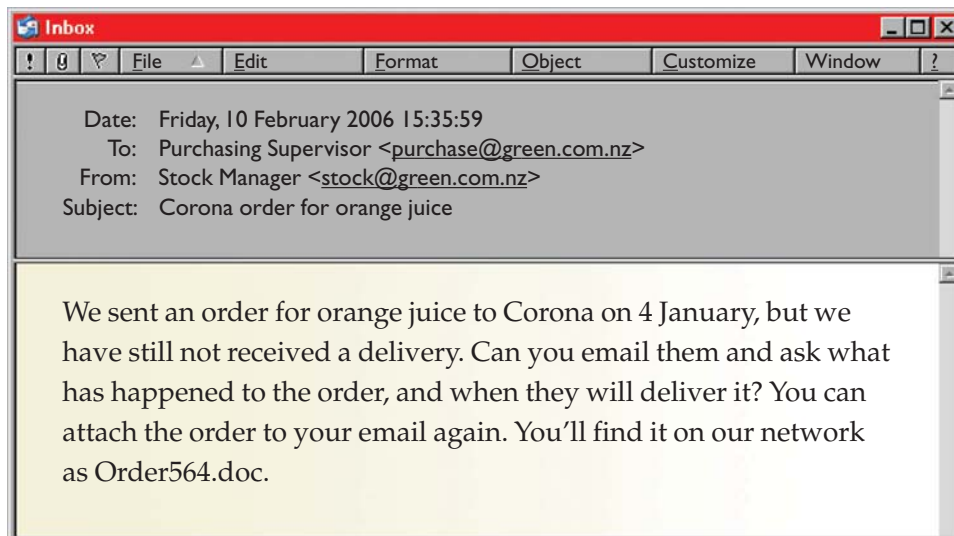 Inbox
! File Edit Format Object Customize Window ?
Date: Friday, 10 February 2006 15:35:59
To: Purchasing Supervisor <purchase@green.com.nz>
From: Stock Manager <stock@green.com.nz>
Subject: Corona order for orange juice
We sent an order for orange juice to Corona on 4 January, but we
have still not received a delivery. Can you email them and ask what
has happened to the order, and when they will deliver it? You can
attach the order to your email again. You’ll find it on our network
as Order564.doc.